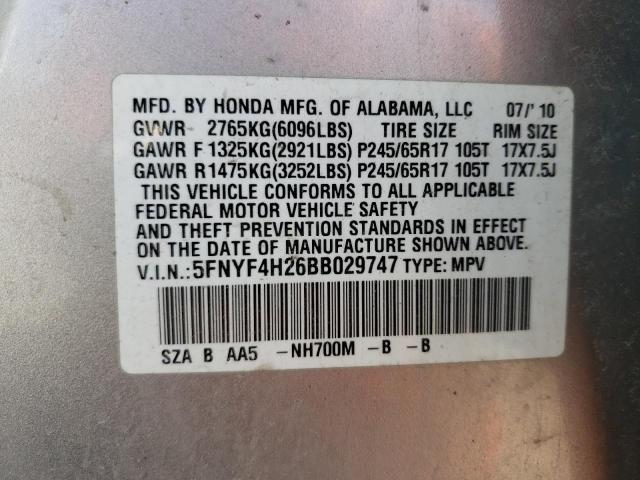 MFD. BY HONDA MFG. OF ALABAMA, LLC 07/'10
GVWR 2765KG(6096LBS) TIRE SIZE RIM SIZE
GAWR F 1325KG(2921LBS) P245/65R17 105T 17X7.5J
GAWR R 1475KG(3252LBS) P245/65R17 105T 17X7.5J
THIS VEHICLE CONFORMS TO ALL APPLICABLE
FEDERAL MOTOR VEHICLE SAFETY
AND THEFT PREVENTION STANDARDS IN EFFECT
ON THE DATE OF MANUFACTURE SHOWN ABOVE.
V.I.N.: 5FNYF4H26BB029747 TYPE: MPV
SZA B AA5 -NH700M -B -B